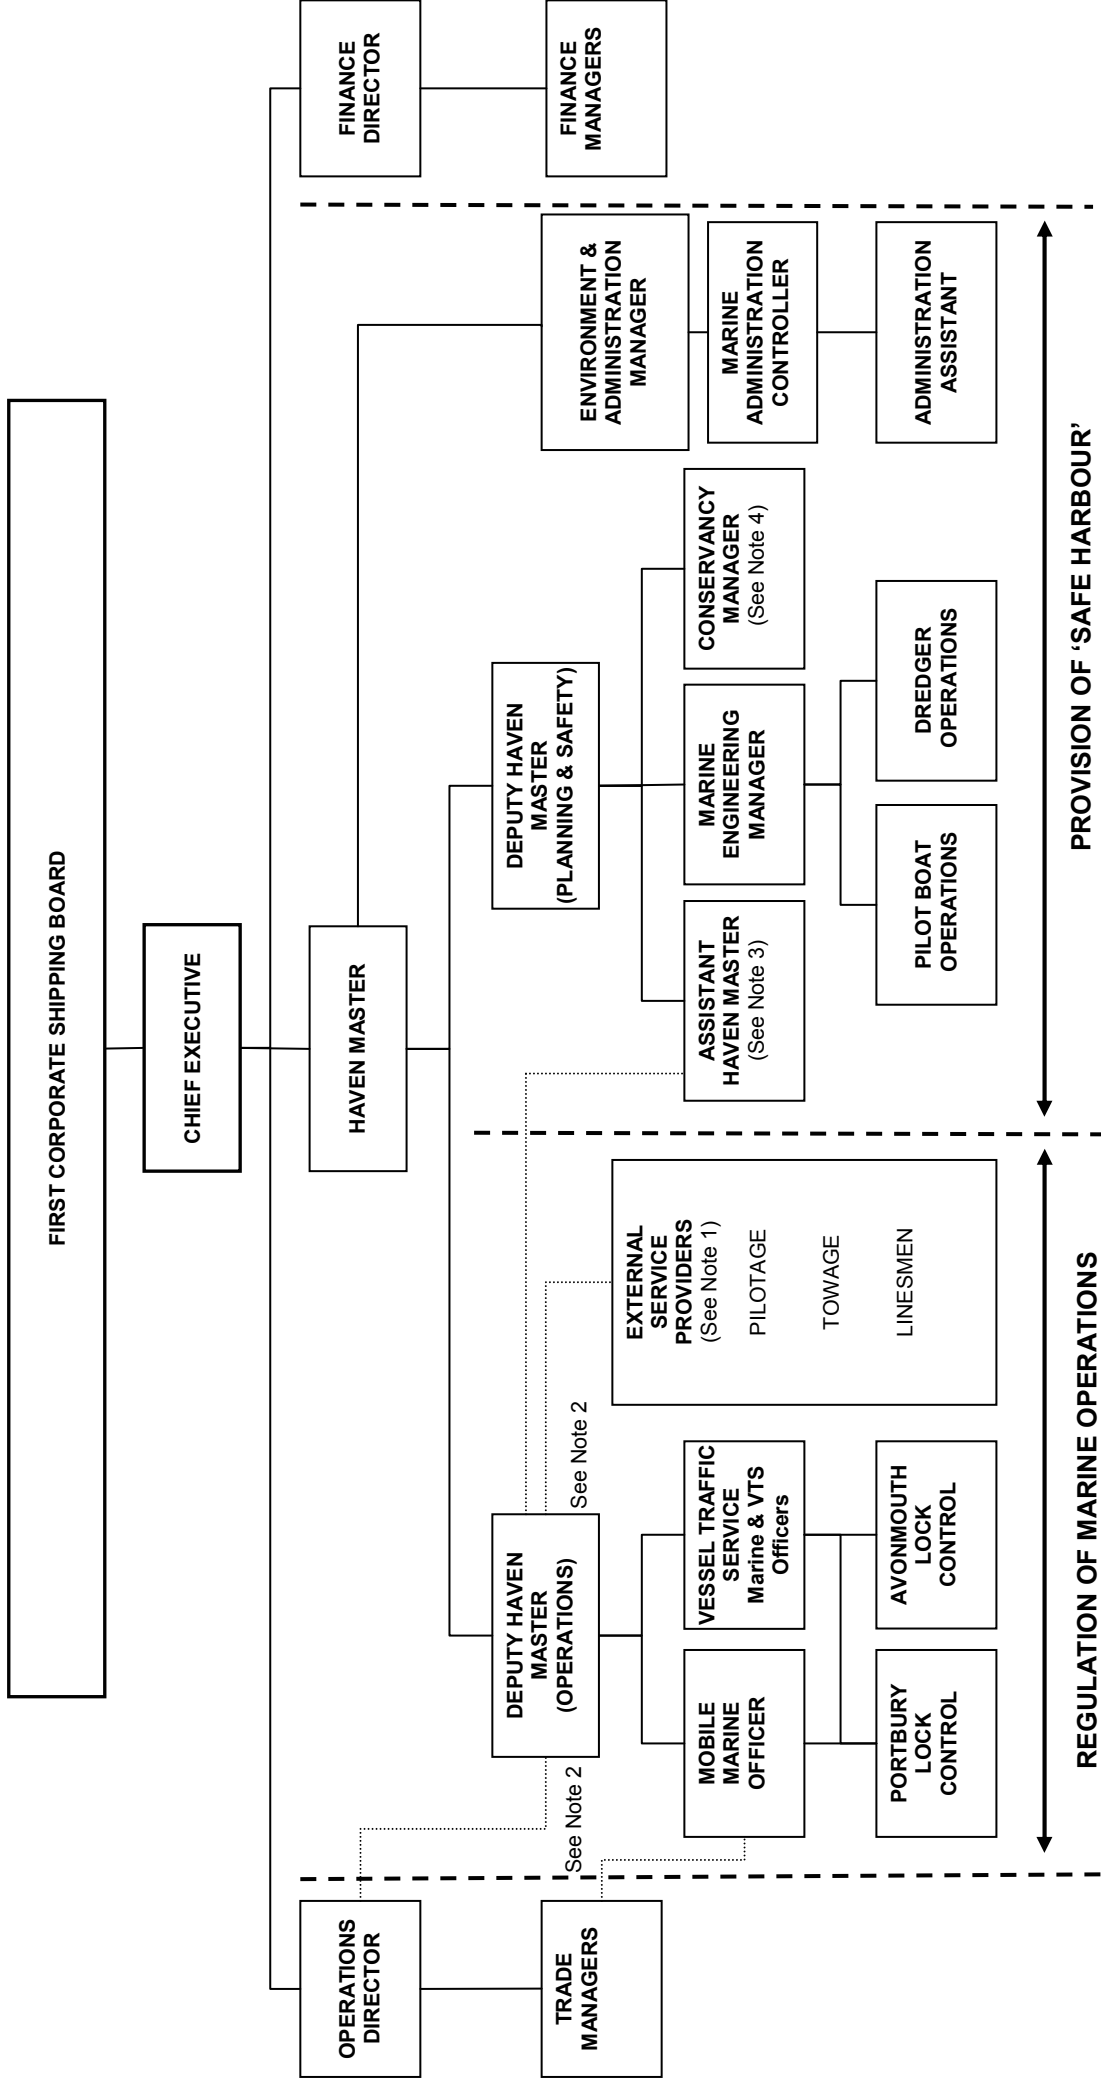 FIRST CORPORATE SHIPPING BOARD
CHIEF EXECUTIVE
OPERATIONS
DIRECTOR
HAVEN MASTER
FINANCE
DIRECTOR
TRADE
MANAGERS
See Note 2
DEPUTY HAVEN
MASTER
(OPERATIONS)
See Note 2
DEPUTY HAVEN
MASTER
(PLANNING & SAFETY)
ENVIRONMENT &
ADMINISTRATION
MANAGER
FINANCE
MANAGERS
MOBILE
MARINE
OFFICER
VESSEL TRAFFIC
SERVICE
Marine & VTS
Officers
EXTERNAL
SERVICE
PROVIDERS
(See Note 1)
PILOTAGE
TOWAGE
LINESMEN
ASSISTANT
HAVEN MASTER
(See Note 3)
MARINE
ENGINEERING
MANAGER
CONSERVANCY
MANAGER
(See Note 4)
MARINE
ADMINISTRATION
CONTROLLER
PORTBURY
LOCK
CONTROL
AVONMOUTH
LOCK
CONTROL
PILOT BOAT
OPERATIONS
DREDGER
OPERATIONS
ADMINISTRATION
ASSISTANT
REGULATION OF MARINE OPERATIONS
PROVISION OF ‘SAFE HARBOUR’